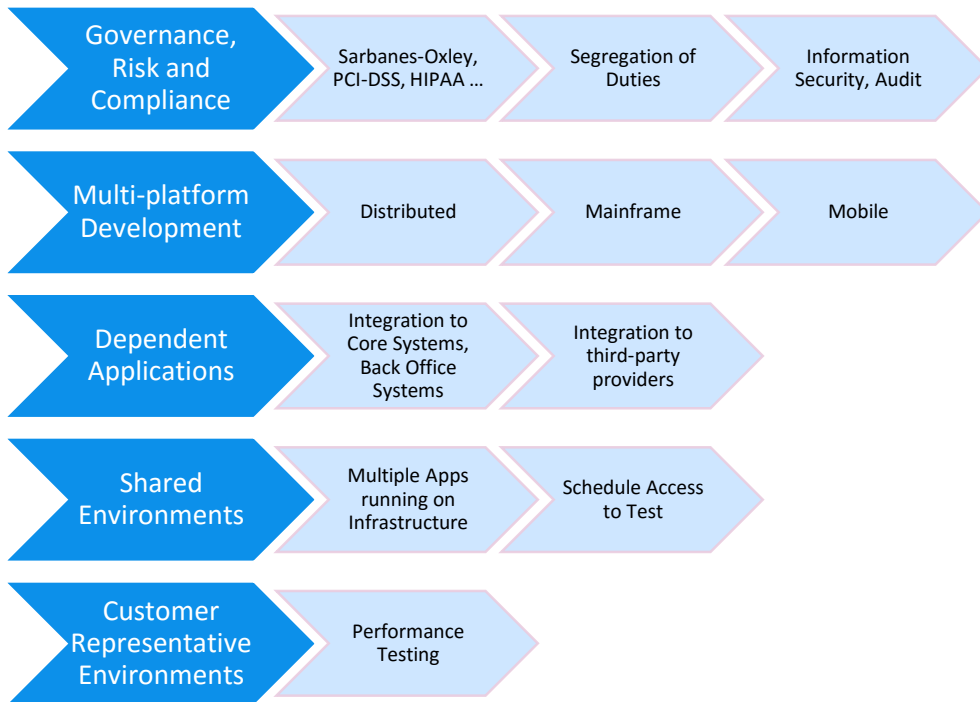 Governance,
Risk and
Compliance
Sarbanes-Oxley,
PCI-DSS, HIPAA ...
Segregation of
Duties
Information
Security, Audit
Multi-platform
Development
Distributed
Mainframe
Mobile
Dependent
Applications
Integration to
Core Systems,
Back Office
Systems
Integration to
third-party
providers
Shared
Environments
Multiple Apps
running on
Infrastructure
Schedule Access
to Test
Customer
Representative
Environments
Performance
Testing